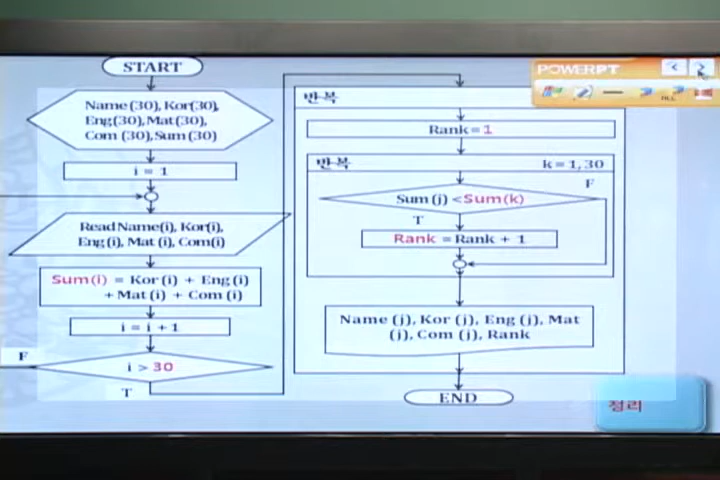 START
Name (30), Kor(30),
Eng(30), Mat(30),
Com (30), Sum (30)
i = 1
Read Name(i), Kor(i),
Eng(i), Mat (i), Com(i)
Sum(i) = Kor (i) + Eng(i)
+ Mat (i) + Com (i)
i = i + 1
F
i > 30
T
반복
Rank=1
반복
k = 1, 30
F
Sum (j) <Sum(k)
T
Rank = Rank + 1
Name (j), Kor (j), Eng (j), Mat
(j), Com (j), Rank
END
POWERPT
ALL
정리